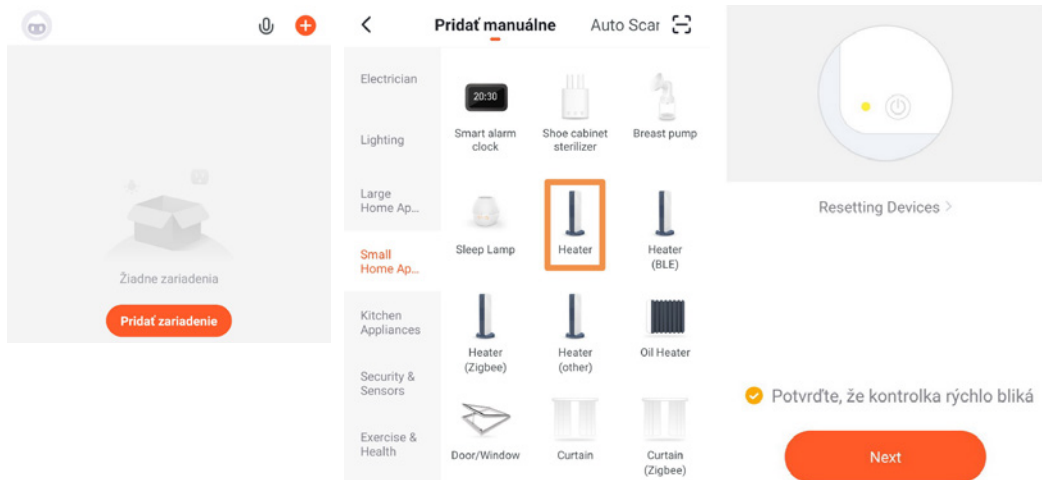 Žiadne zariadenia
Pridať zariadenie
Pridať manuálne Auto Scar
Electrician
Lighting
Large
Home Ap...
Small
Home Ap...
Kitchen
Appliances
Security &
Sensors
Exercise &
Health
20:30
Smart alarm
clock
Shoe cabinet
sterilizer
Breast pump
Sleep Lamp
Heater
Heater
(BLE)
Heater
(Zigbee)
Heater
(other)
Oil Heater
Door/Window
Curtain
Curtain
(Zigbee)
Resetting Devices >
Potvrďte, že kontrolka rýchlo bliká
Next